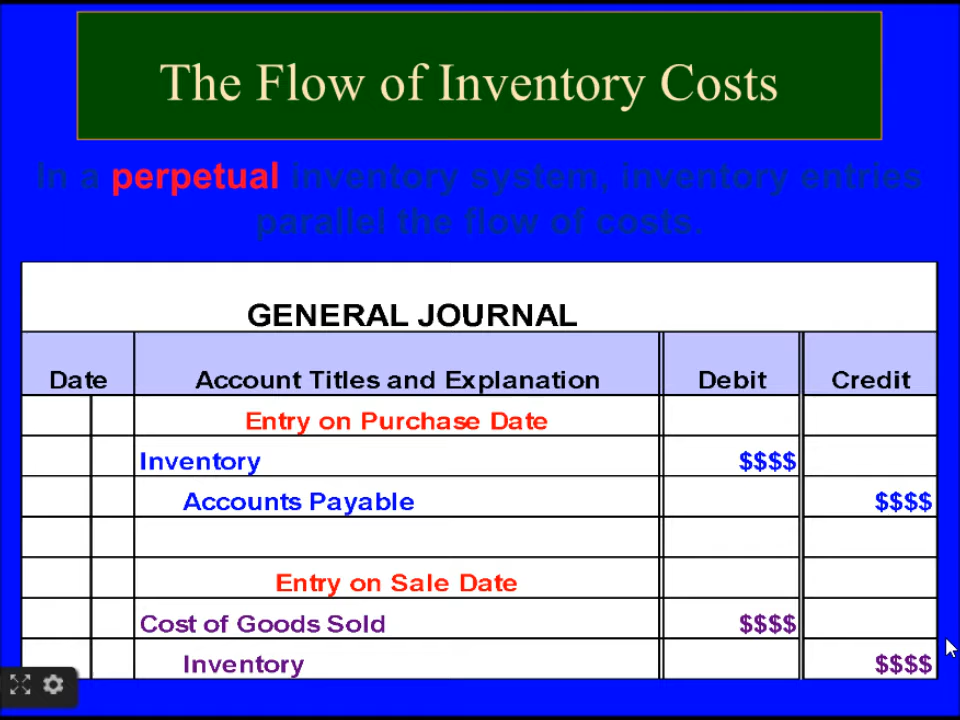 The Flow of Inventory Costs
In a perpetual inventory system, inventory entries
parallel the flow of costs.
GENERAL JOURNAL
Date Account Titles and Explanation Debit Credit
Entry on Purchase Date
Inventory $$$$
Accounts Payable $$$$
Entry on Sale Date
Cost of Goods Sold $$$$
Inventory $$$$